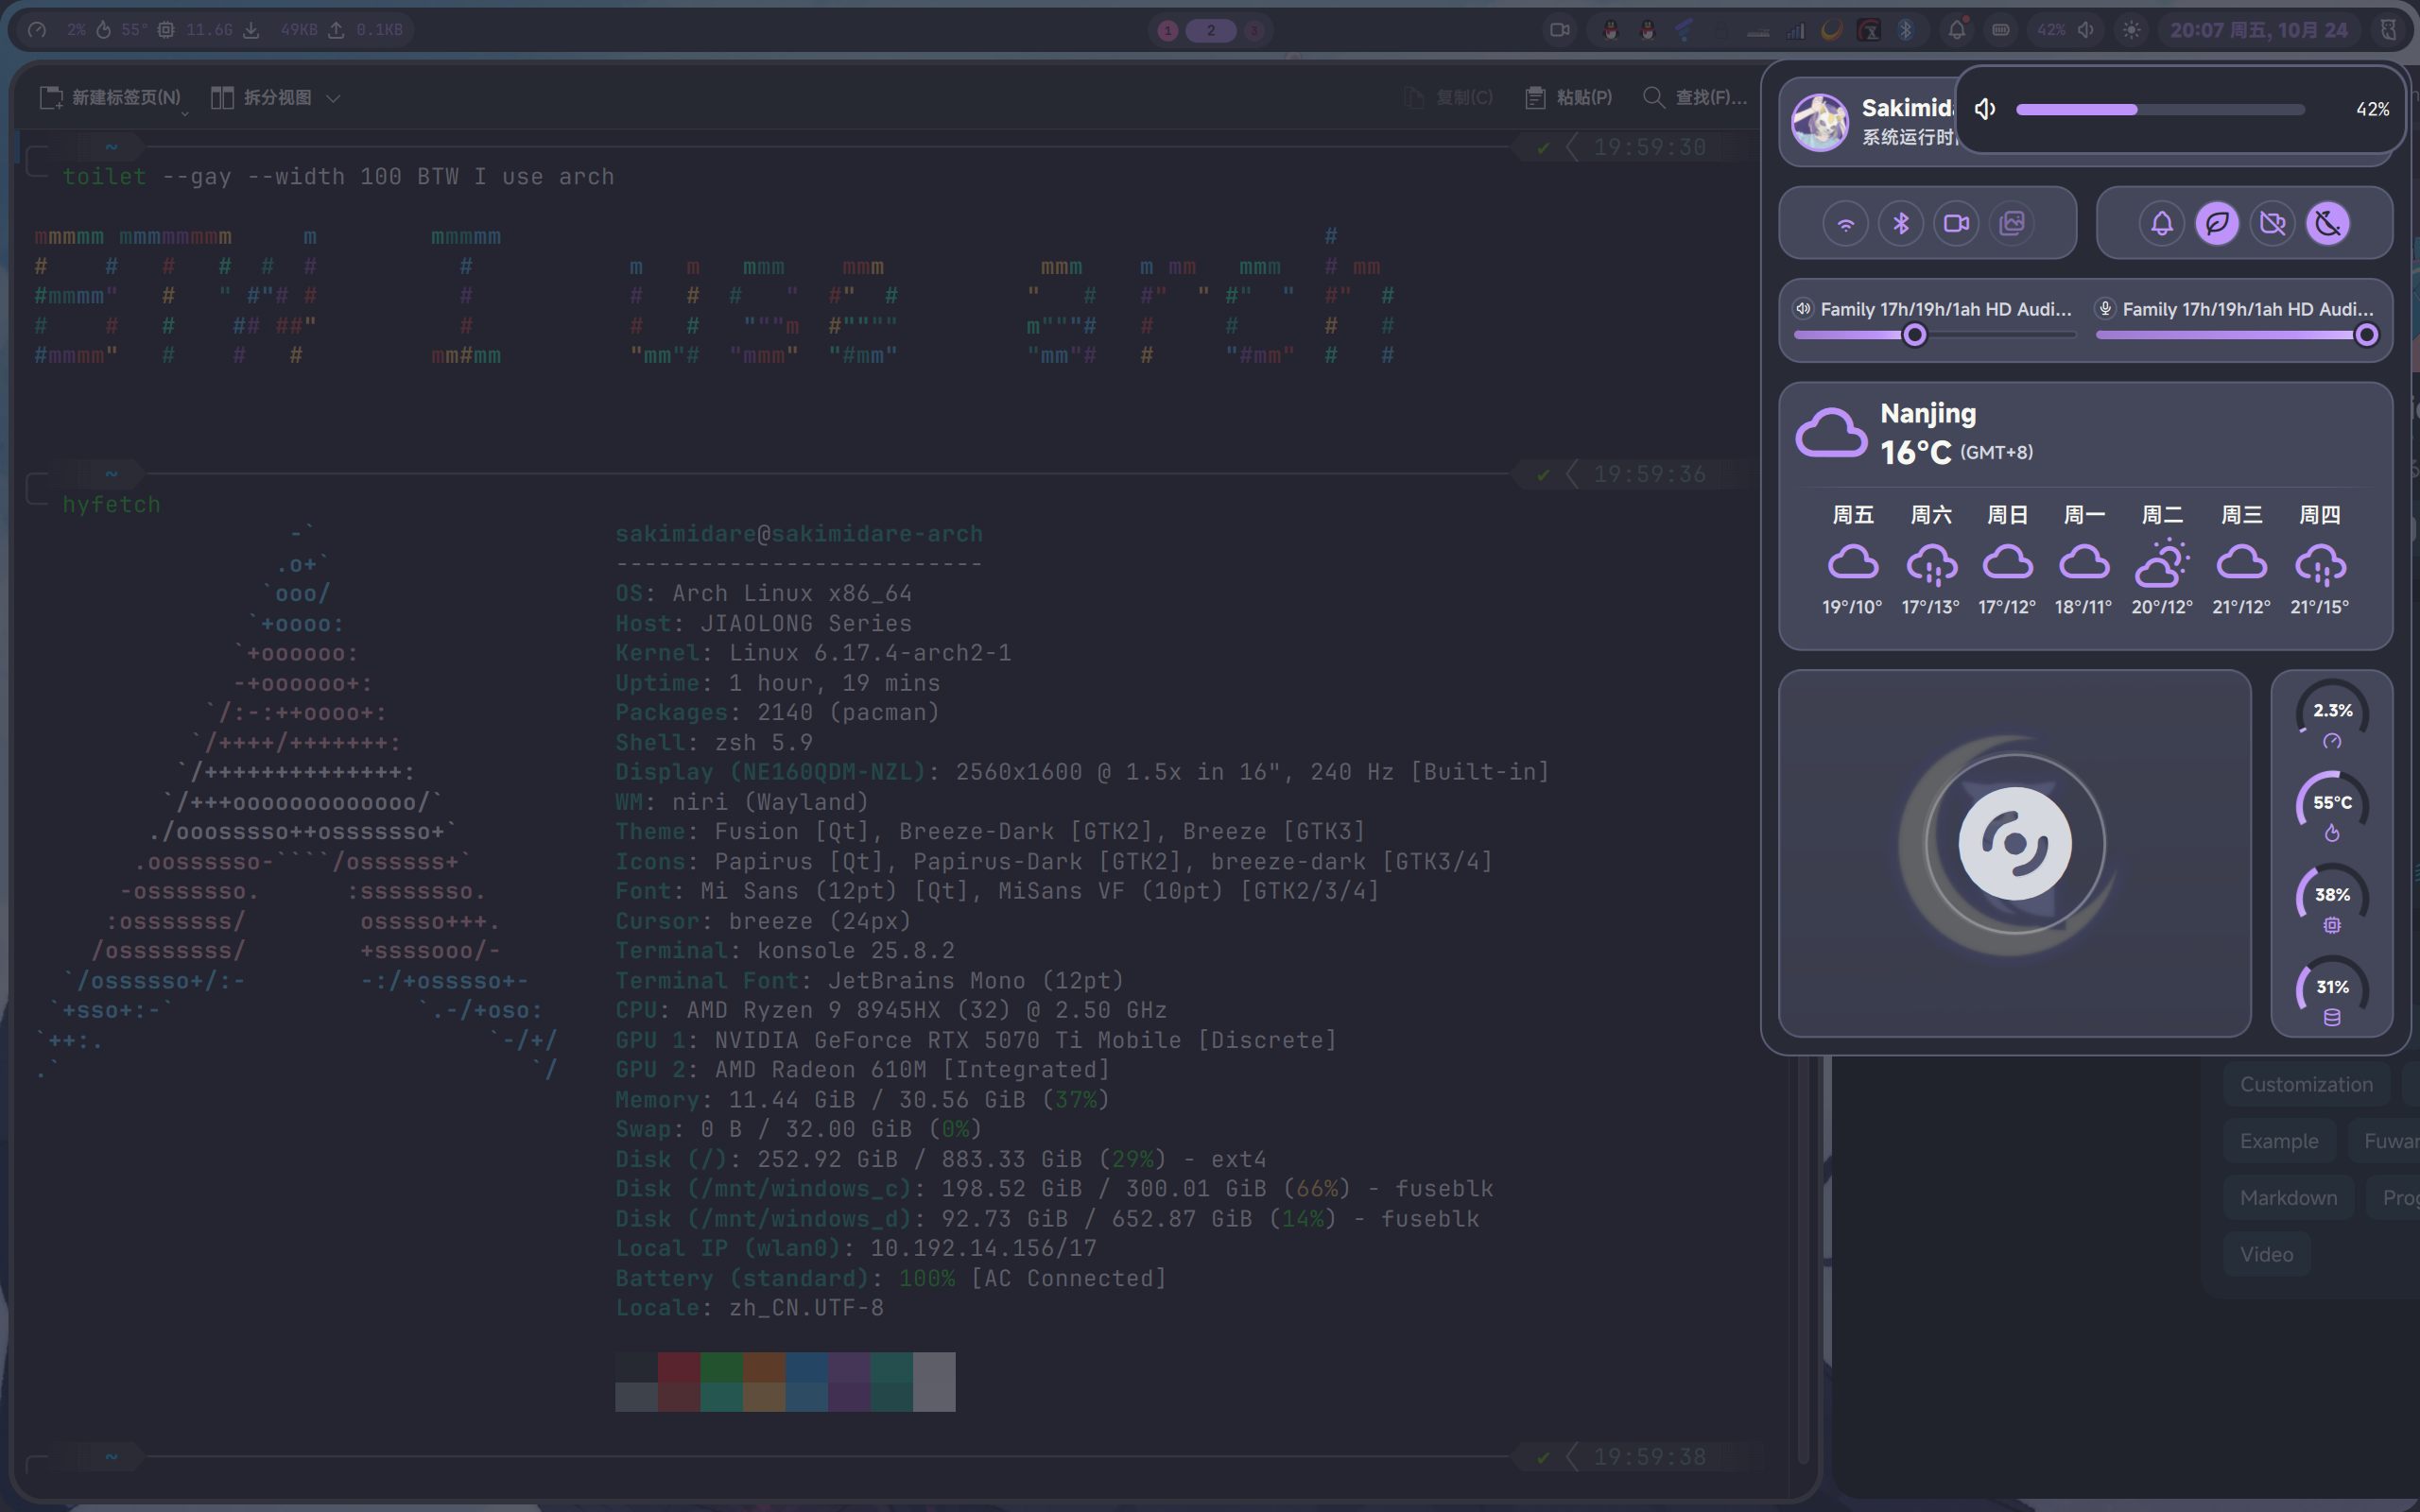 2% 55° 11.6G 49KB 0.1KB
1 2 3
42% 20:07 周五, 10月 24
新建标签页(N) 拆分视图 复制(C) 粘贴(P) 查找(F)...
~ ✔ 19:59:30
toilet --gay --width 100 BTW I use arch
BTW I use arch
~ ✔ 19:59:36
hyfetch
sakimidare@sakimidare-arch
--------------------------
OS: Arch Linux x86_64
Host: JIAOLONG Series
Kernel: Linux 6.17.4-arch2-1
Uptime: 1 hour, 19 mins
Packages: 2140 (pacman)
Shell: zsh 5.9
Display (NE160QDM-NZL): 2560x1600 @ 1.5x in 16", 240 Hz [Built-in]
WM: niri (Wayland)
Theme: Fusion [Qt], Breeze-Dark [GTK2], Breeze [GTK3]
Icons: Papirus [Qt], Papirus-Dark [GTK2], breeze-dark [GTK3/4]
Font: Mi Sans (12pt) [Qt], MiSans VF (10pt) [GTK2/3/4]
Cursor: breeze (24px)
Terminal: konsole 25.8.2
Terminal Font: JetBrains Mono (12pt)
CPU: AMD Ryzen 9 8945HX (32) @ 2.50 GHz
GPU 1: NVIDIA GeForce RTX 5070 Ti Mobile [Discrete]
GPU 2: AMD Radeon 610M [Integrated]
Memory: 11.44 GiB / 30.56 GiB (37%)
Swap: 0 B / 32.00 GiB (0%)
Disk (/): 252.92 GiB / 883.33 GiB (29%) - ext4
Disk (/mnt/windows_c): 198.52 GiB / 300.01 GiB (66%) - fuseblk
Disk (/mnt/windows_d): 92.73 GiB / 652.87 GiB (14%) - fuseblk
Local IP (wlan0): 10.192.14.156/17
Battery (standard): 100% [AC Connected]
Locale: zh_CN.UTF-8
~ ✔ 19:59:38
Sakimida
系统运行时
42%
Family 17h/19h/1ah HD Audi... Family 17h/19h/1ah HD Audi...
Nanjing
16°C (GMT+8)
周五 周六 周日 周一 周二 周三 周四
19°/10° 17°/13° 17°/12° 18°/11° 20°/12° 21°/12° 21°/15°
2.3%
55°C
38%
31%
Customization
Example Fuwar
Markdown Prog
Video